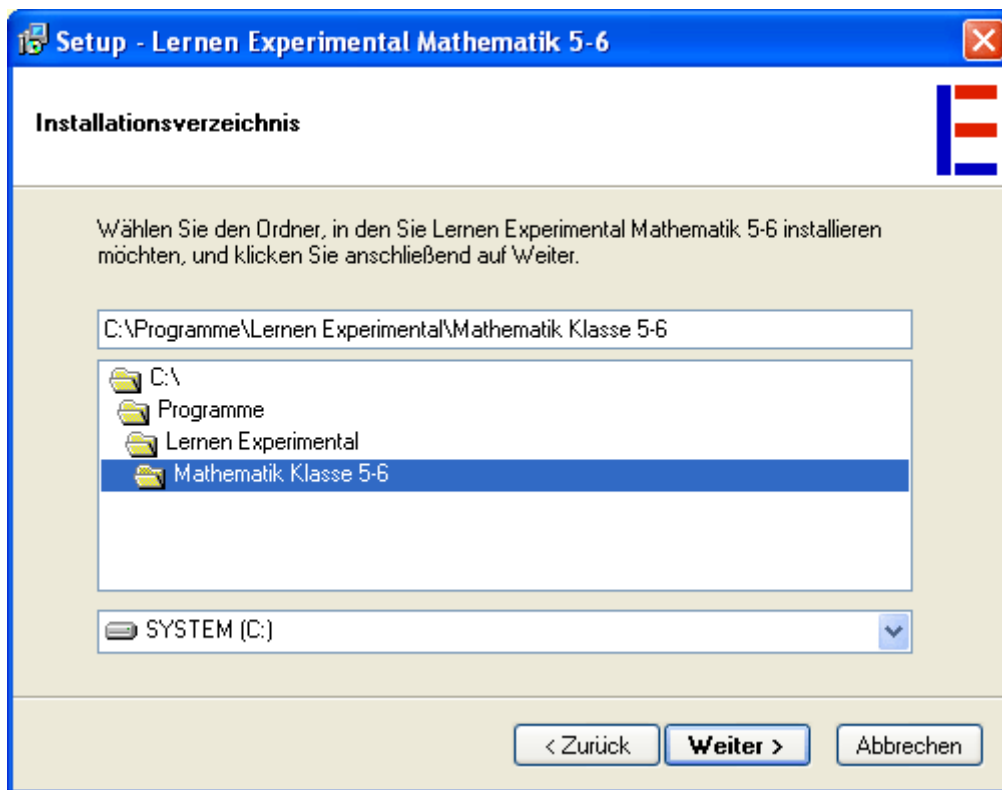 Setup - Lernen Experimental Mathematik 5-6
Installationsverzeichnis
Wählen Sie den Ordner, in den Sie Lernen Experimental Mathematik 5-6 installieren
möchten, und klicken Sie anschließend auf Weiter.
C:\Programme\Lernen Experimental\Mathematik Klasse 5-6
C:\
Programme
Lernen Experimental
Mathematik Klasse 5-6
SYSTEM (C:)
< Zurück Weiter > Abbrechen